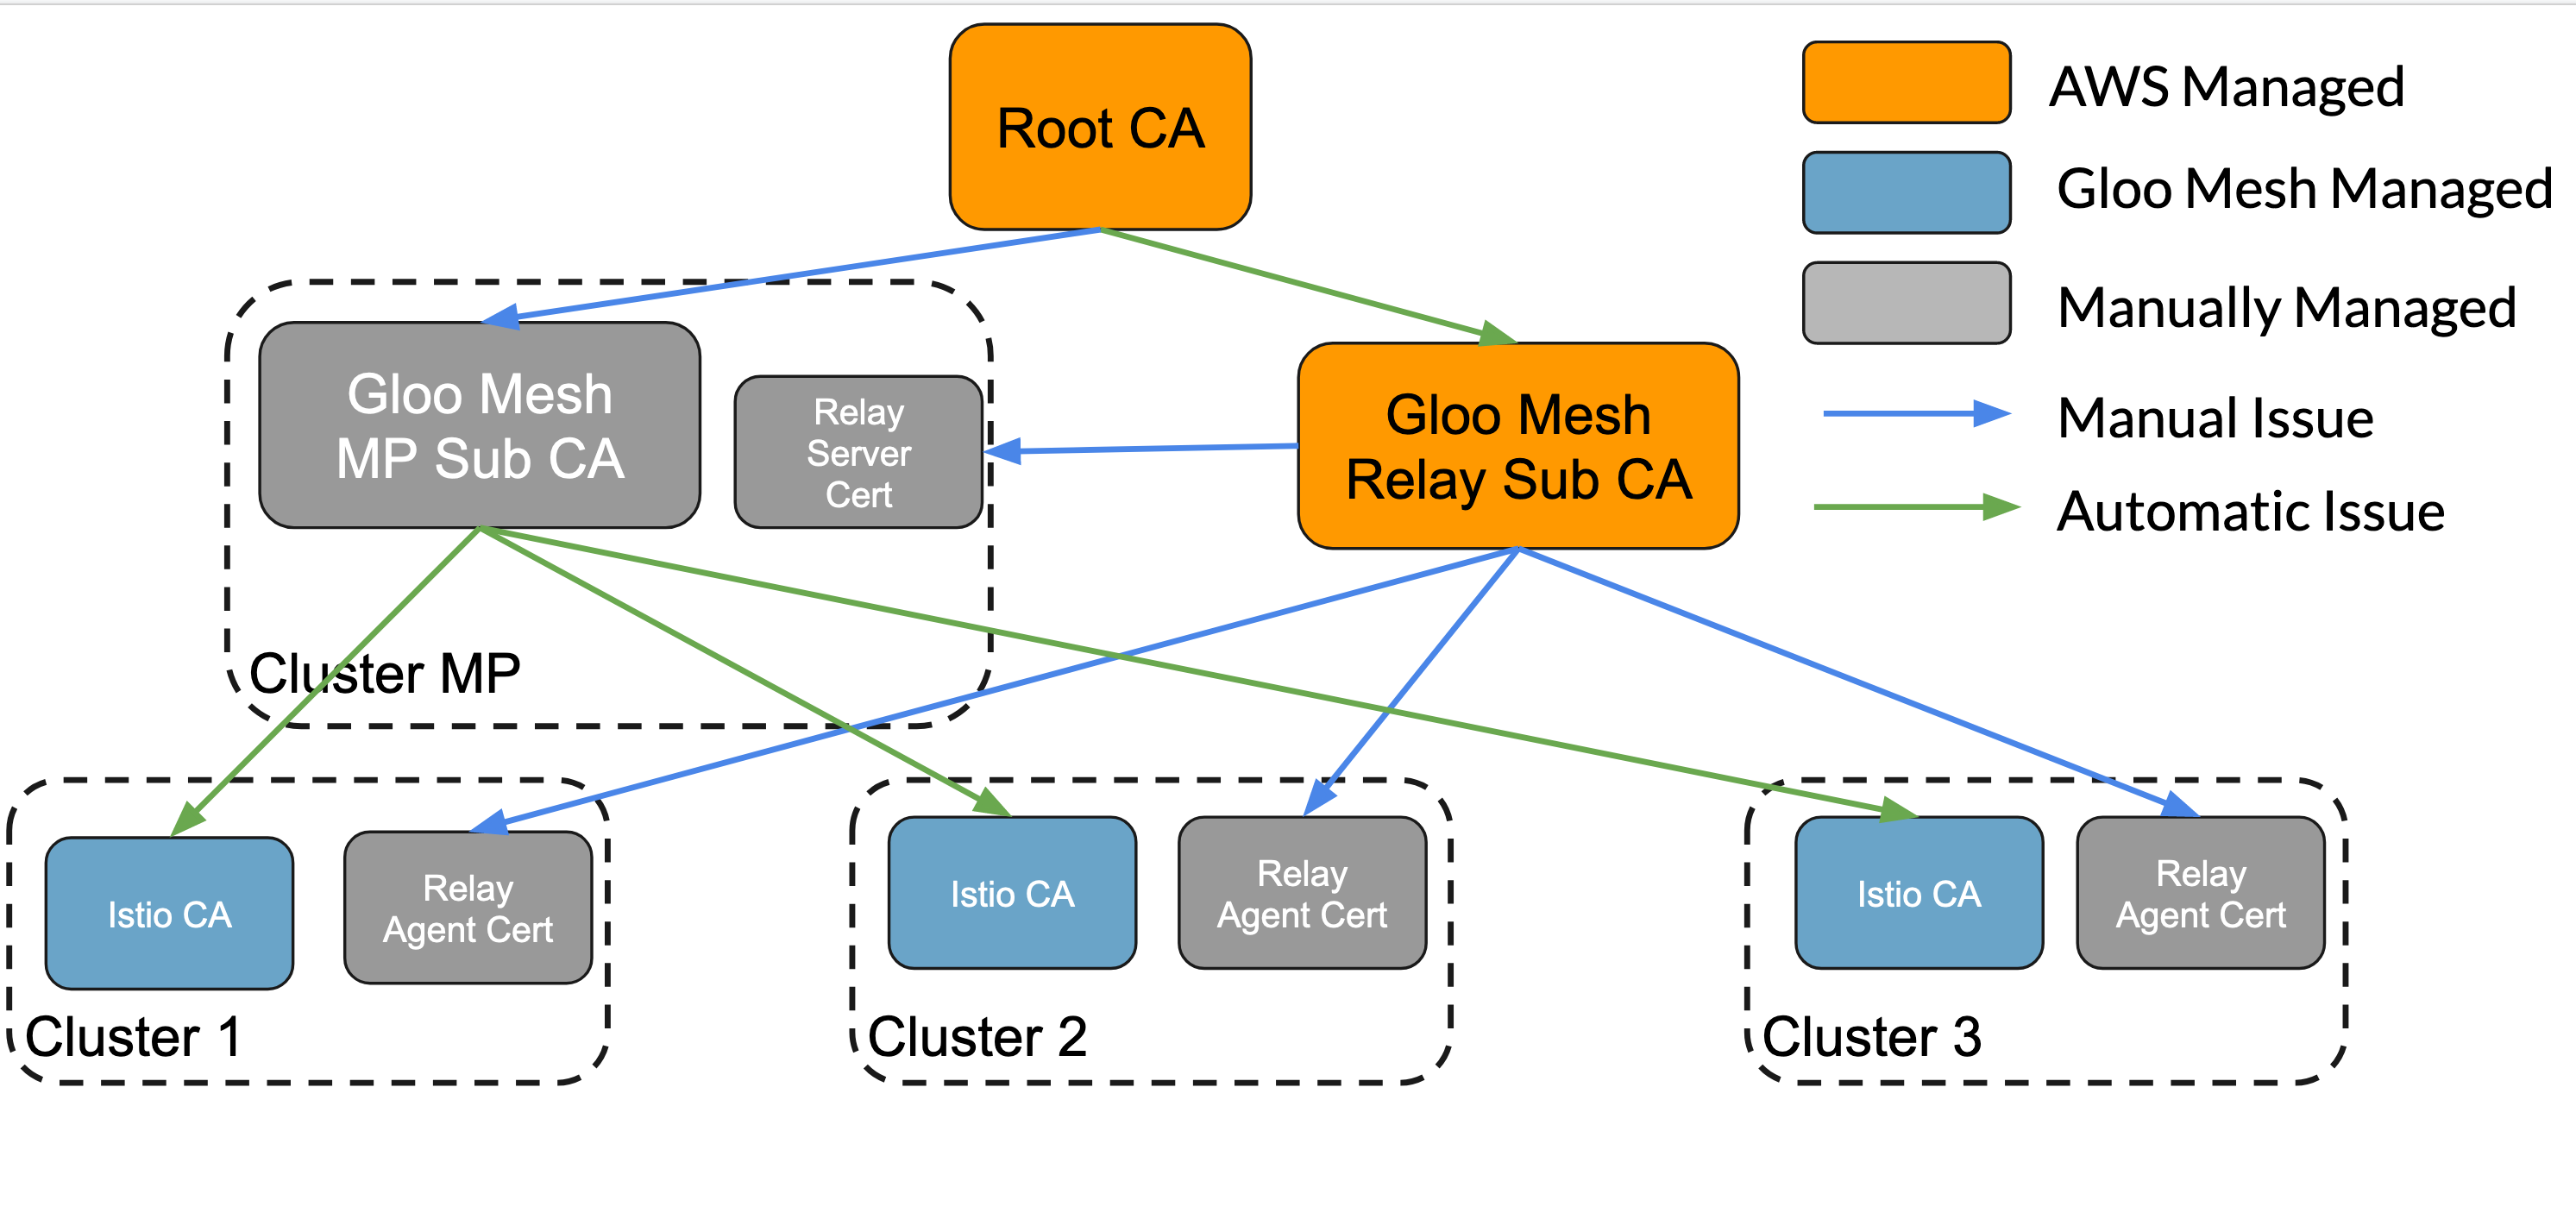 Root CA
AWS Managed
Gloo Mesh Managed
Manually Managed
Manual Issue
Automatic Issue
Gloo Mesh
MP Sub CA
Relay
Server
Cert
Gloo Mesh
Relay Sub CA
Cluster MP
Istio CA
Relay
Agent Cert
Cluster 1
Istio CA
Relay
Agent Cert
Cluster 2
Istio CA
Relay
Agent Cert
Cluster 3